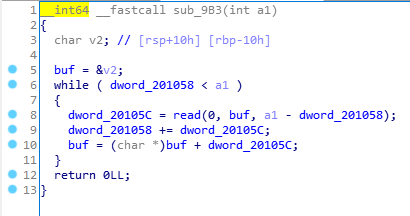 1 __int64 __fastcall sub_9B3(int a1)
2 {
3 char v2; // [rsp+10h] [rbp-10h]
4
5 buf = &v2;
6 while ( dword_201058 < a1 )
7 {
8 dword_20105C = read(0, buf, a1 - dword_201058);
9 dword_201058 += dword_20105C;
10 buf = (char *)buf + dword_20105C;
11 }
12 return 0LL;
13 }